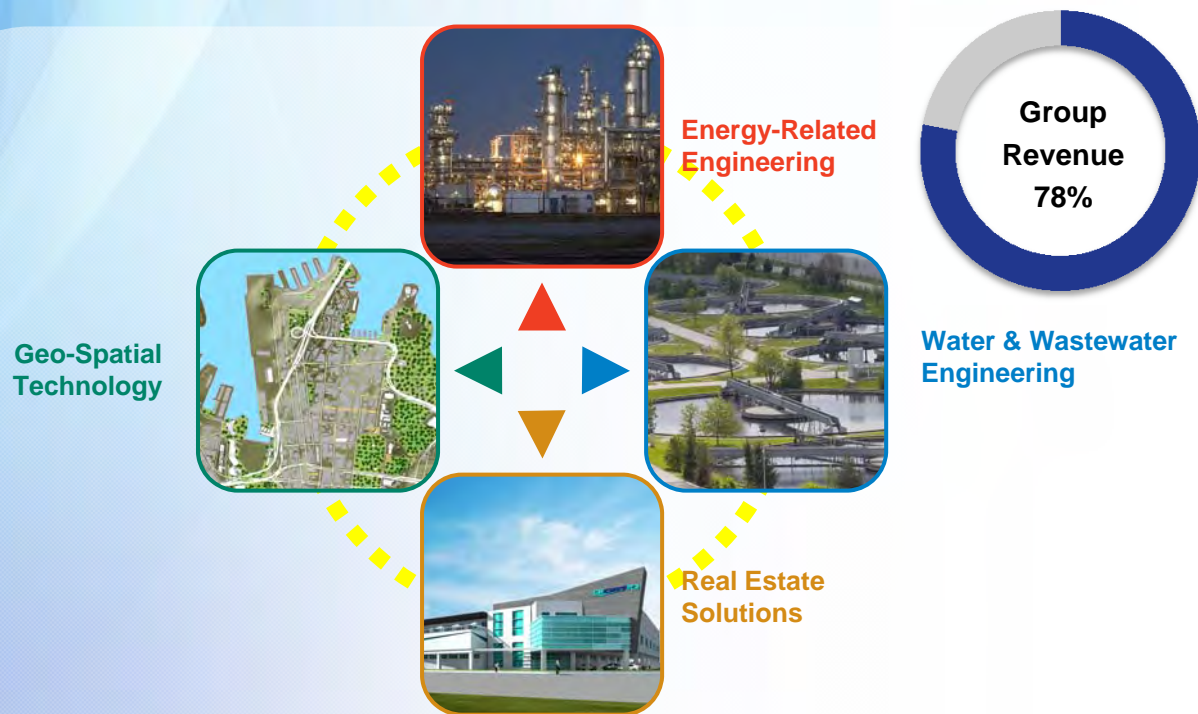 Energy-Related
Engineering
Group
Revenue
78%
Geo-Spatial
Technology
Water & Wastewater
Engineering
Real Estate
Solutions